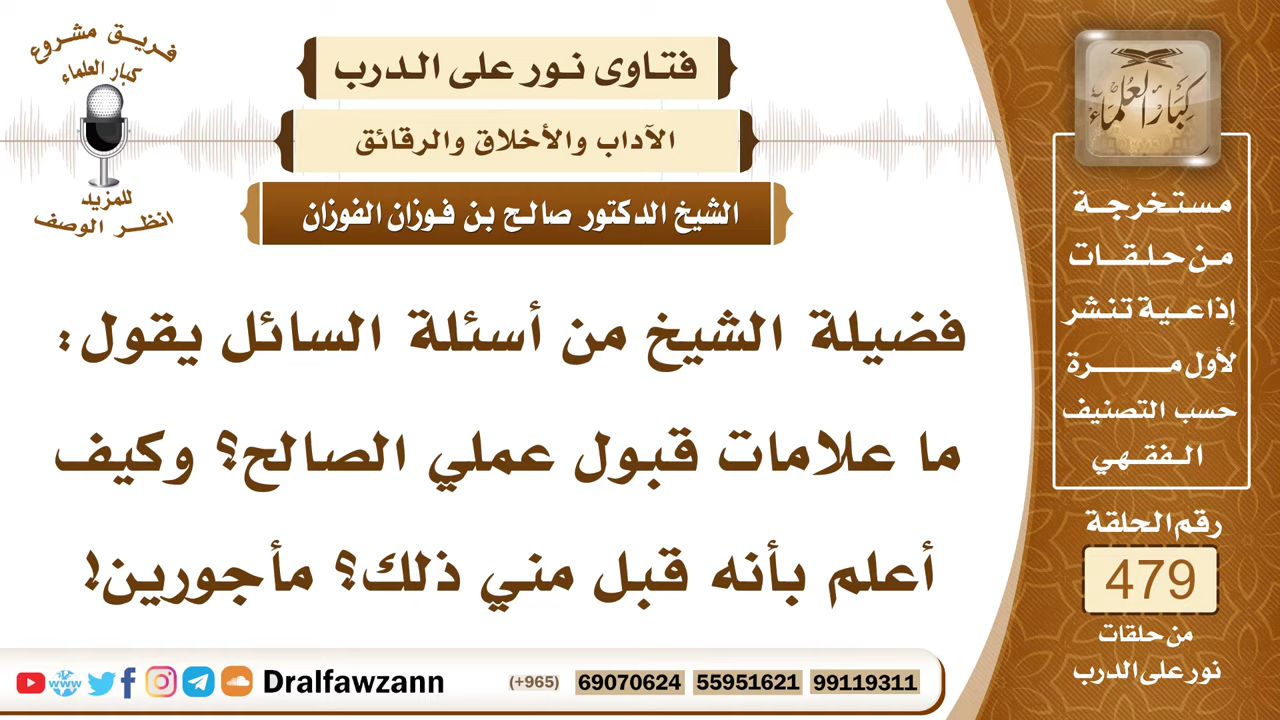 فريق مشروع
كبار العلماء
للمزيد
انظر الوصف
فتاوى نور على الدرب
الآداب والأخلاق والرقائق
الشيخ الدكتور صالح بن فوزان الفوزان
فضيلة الشيخ من أسئلة السائل يقول:
ما علامات قبول عملي الصالح؟ وكيف
أعلم بأنه قبل مني ذلك؟ مأجورين!
كبار العلماء
مستخرجة
من حلقات
إذاعية تنشر
لأول مرة
حسب التصنيف
الفقهي
رقم الحلقة
479
من حلقات
نور على الدرب
www
Dralfawzann (+965) 69070624 55951621 99119311